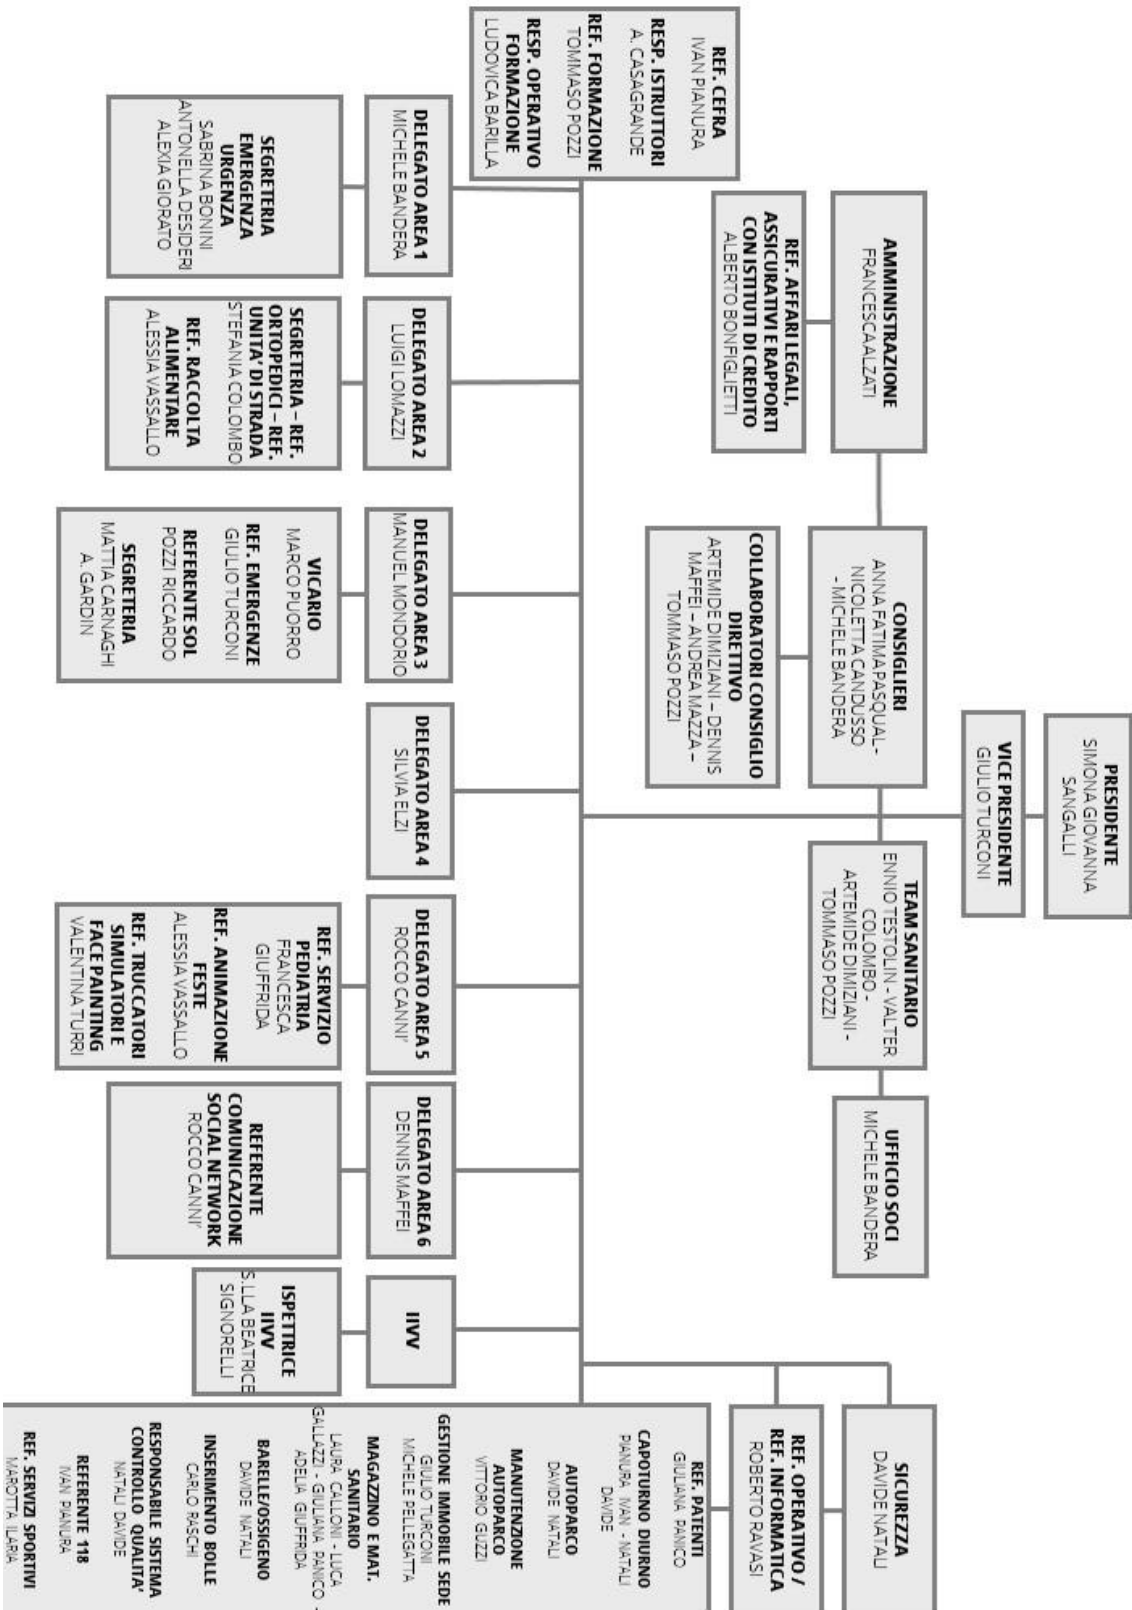 PRESIDENTE
SIMONA GIOVANNA
SANGALLI
VICE PRESIDENTE
GIULIO TURCONI
AMMINISTRAZIONE
FRANCESCA ALZATI
REF. AFFARI LEGALI,
ASSICURATIVI E RAPPORTI
CON ISTITUTI DI CREDITO
ALBERTO BONFIGLIETTI
CONSIGLIERI
ANNA FATIMA PASQUAL -
NICOLETTA CANDUSSO
- MICHELE BANDERA
COLLABORATORI CONSIGLIO
DIRETTIVO
ARTEMIDE DIMIZIANI – DENNIS
MAFFEI – ANDREA MAZZA –
TOMMASO POZZI
TEAM SANITARIO
ENNIO TESTOLIN - VALTER
COLOMBO -
ARTEMIDE DIMIZIANI -
TOMMASO POZZI
UFFICIO SOCI
MICHELE BANDERA
SICUREZZA
DAVIDE NATALI
REF. OPERATIVO /
REF. INFORMATICA
ROBERTO RAVASI
REF. CEFRA
IVAN PIANURA
RESP. ISTRUTTORI
A. CASAGRANDE
REF. FORMAZIONE
TOMMASO POZZI
RESP. OPERATIVO
FORMAZIONE
LUDOVICA BARILLA
DELEGATO AREA 1
MICHELE BANDERA
SEGRETERIA
EMERGENZA
URGENZA
SABRINA BONINI
ANTONELLA DESIDERI
ALEXIA GIORATO
DELEGATO AREA 2
LUIGI LOMAZZI
SEGRETERIA – REF.
ORTOPEDICI – REF.
UNITA' DI STRADA
STEFANIA COLOMBO
REF. RACCOLTA
ALIMENTARE
ALESSIA VASSALLO
DELEGATO AREA 3
MANUEL MONDORIO
VICARIO
MARCO PUORRO
REF. EMERGENZE
GIULIO TURCONI
REFERENTE SOL
POZZI RICCARDO
SEGRETERIA
MATTIA CARNAGHI
A. GARDIN
DELEGATO AREA 4
SILVIA ELZI
DELEGATO AREA 5
ROCCO CANNI'
REF. SERVIZIO
PEDIATRIA
FRANCESCA
GIUFFRIDA
REF. ANIMAZIONE
FESTE
ALESSIA VASSALLO
REF. TRUCCATORI
SIMULATORI E
FACE PAINTING
VALENTINA TURRI
DELEGATO AREA 6
DENNIS MAFFEI
REFERENTE
COMUNICAZIONE
SOCIAL NETWORK
ROCCO CANNI'
IIVV
ISPETTRICE
IIVV
S.LLA BEATRICE
SIGNORELLI
REF. PATENTI
GIULIANA PANICO
CAPOTURNO DIURNO
PIANURA IVAN - NATALI
DAVIDE
AUTOPARCO
DAVIDE NATALI
MANUTENZIONE
AUTOPARCO
VITTORIO GUZZI
GESTIONE IMMOBILE SEDE
GIULIO TURCONI
MICHELE PELLEGATTA
MAGAZZINO E MAT.
SANITARIO
LAURA CALLONI - LUCA
GALLAZZI - GIULIANA PANICO -
ADELIA GIUFFRIDA
BARELLE/OSSIGENO
DAVIDE NATALI
INSERIMENTO BOLLE
CARLO RASCHI
RESPONSABILE SISTEMA
CONTROLLO QUALITA'
NATALI DAVIDE
REFERENTE 118
IVAN PIANURA
REF. SERVIZI SPORTIVI
MAROTTA ILARIA